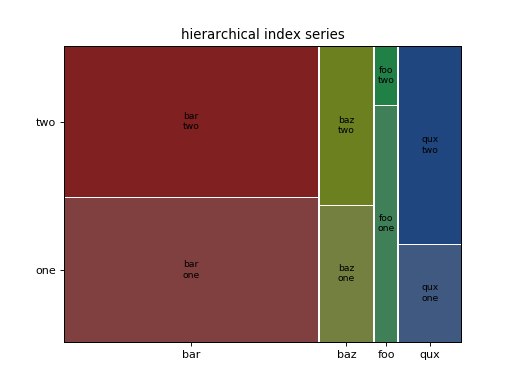 hierarchical index series
two
one
bar
two
baz
two
foo
two
qux
two
bar
one
baz
one
foo
one
qux
one
bar
baz
foo
qux